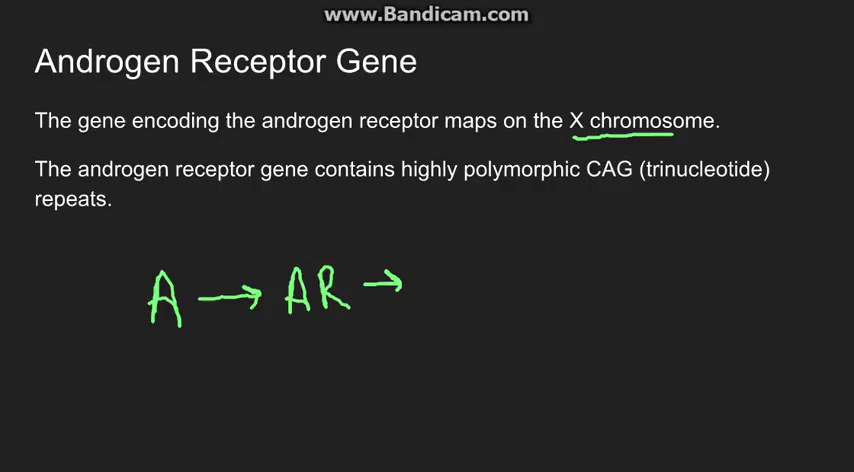 www.Bandicam.com
Androgen Receptor Gene
The gene encoding the androgen receptor maps on the X chromosome.
The androgen receptor gene contains highly polymorphic CAG (trinucleotide)
repeats.
A → AR →